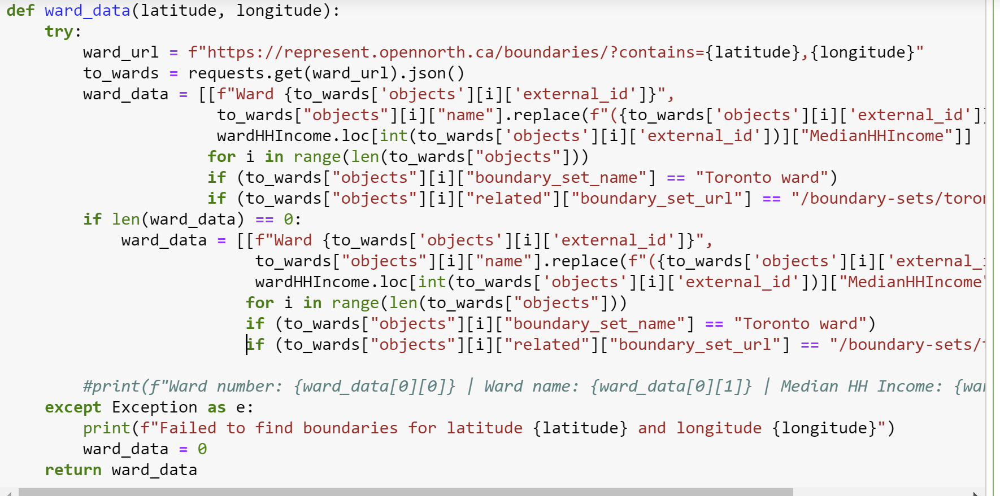 def ward_data(latitude, longitude):
    try:
        ward_url = f"https://represent.opennorth.ca/boundaries/?contains={latitude},{longitude}"
        to_wards = requests.get(ward_url).json()
        ward_data = [[f"Ward {to_wards['objects'][i]['external_id']}",
                      to_wards["objects"][i]["name"].replace(f"({to_wards['objects'][i]['external_id']
                      wardHHIncome.loc[int(to_wards['objects'][i]['external_id'])]["MedianHHIncome"]]
                     for i in range(len(to_wards["objects"]))
                     if (to_wards["objects"][i]["boundary_set_name"] == "Toronto ward")
                     if (to_wards["objects"][i]["related"]["boundary_set_url"] == "/boundary-sets/toro
        if len(ward_data) == 0:
            ward_data = [[f"Ward {to_wards['objects'][i]['external_id']}",
                          to_wards["objects"][i]["name"].replace(f"({to_wards['objects'][i]['external_
                          wardHHIncome.loc[int(to_wards['objects'][i]['external_id'])]["MedianHHIncome
                         for i in range(len(to_wards["objects"]))
                         if (to_wards["objects"][i]["boundary_set_name"] == "Toronto ward")
                         if (to_wards["objects"][i]["related"]["boundary_set_url"] == "/boundary-sets/
        #print(f"Ward number: {ward_data[0][0]} | Ward name: {ward_data[0][1]} | Median HH Income: {wa
    except Exception as e:
        print(f"Failed to find boundaries for latitude {latitude} and longitude {longitude}")
        ward_data = 0
    return ward_data